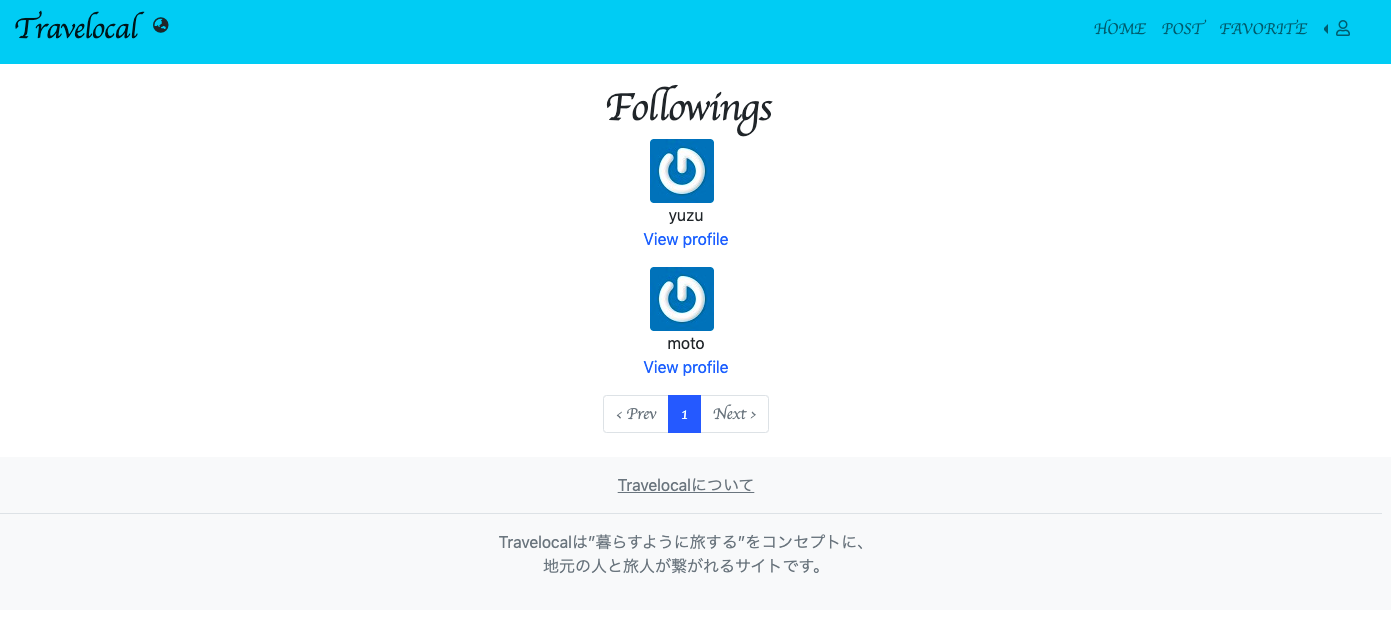 Travelocal
HOME POST FAVORITE
Followings
yuzu
View profile
moto
View profile
‹ Prev 1 Next ›
Travelocalについて
Travelocalは”暮らすように旅する”をコンセプトに、
地元の人と旅人が繋がれるサイトです。